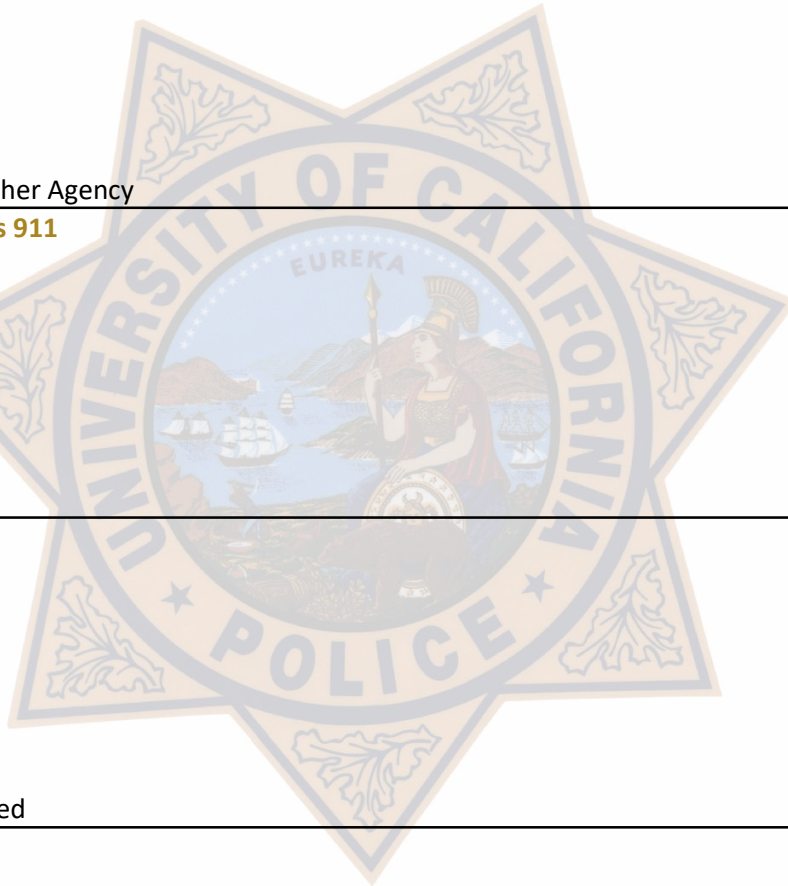 her Agency
s 911
UNIVERSITY OF CALIFORNIA
EUREKA
POLICE
ed